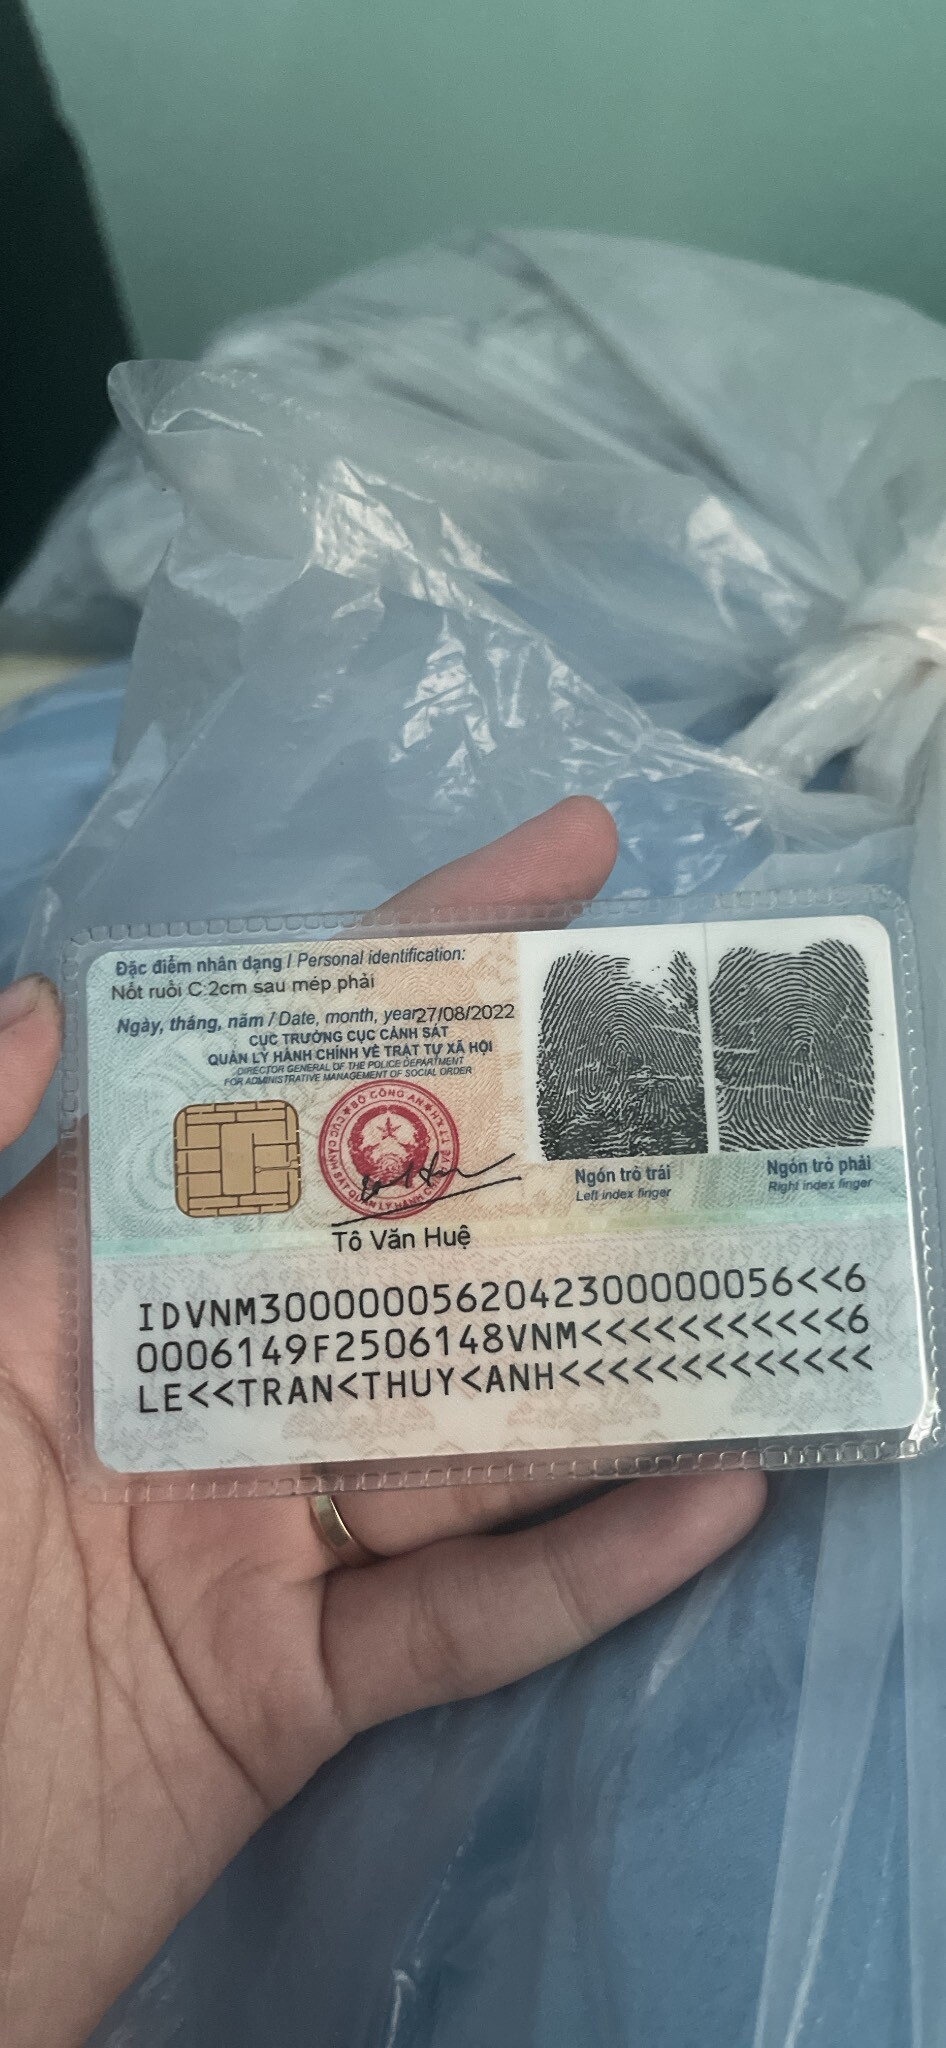 Đặc điểm nhân dạng / Personal identification:
Nốt ruồi C:2cm sau mép phải
Ngày, tháng, năm / Date, month, year27/08/2022
CỤC TRƯỞNG CỤC CẢNH SÁT
QUẢN LÝ HÀNH CHÍNH VỀ TRẬT TỰ XÃ HỘI
DIRECTOR GENERAL OF THE POLICE DEPARTMENT
FOR ADMINISTRATIVE MANAGEMENT OF SOCIAL ORDER
BỘ CÔNG AN
Tô Văn Huệ
Ngón trỏ trái
Left index finger
Ngón trỏ phải
Right index finger
IDVNM3000000562042300000056<<6
0006149F2506148VNM<<<<<<<<<<<6
LE<<TRAN<THUY<ANH<<<<<<<<<<<<<